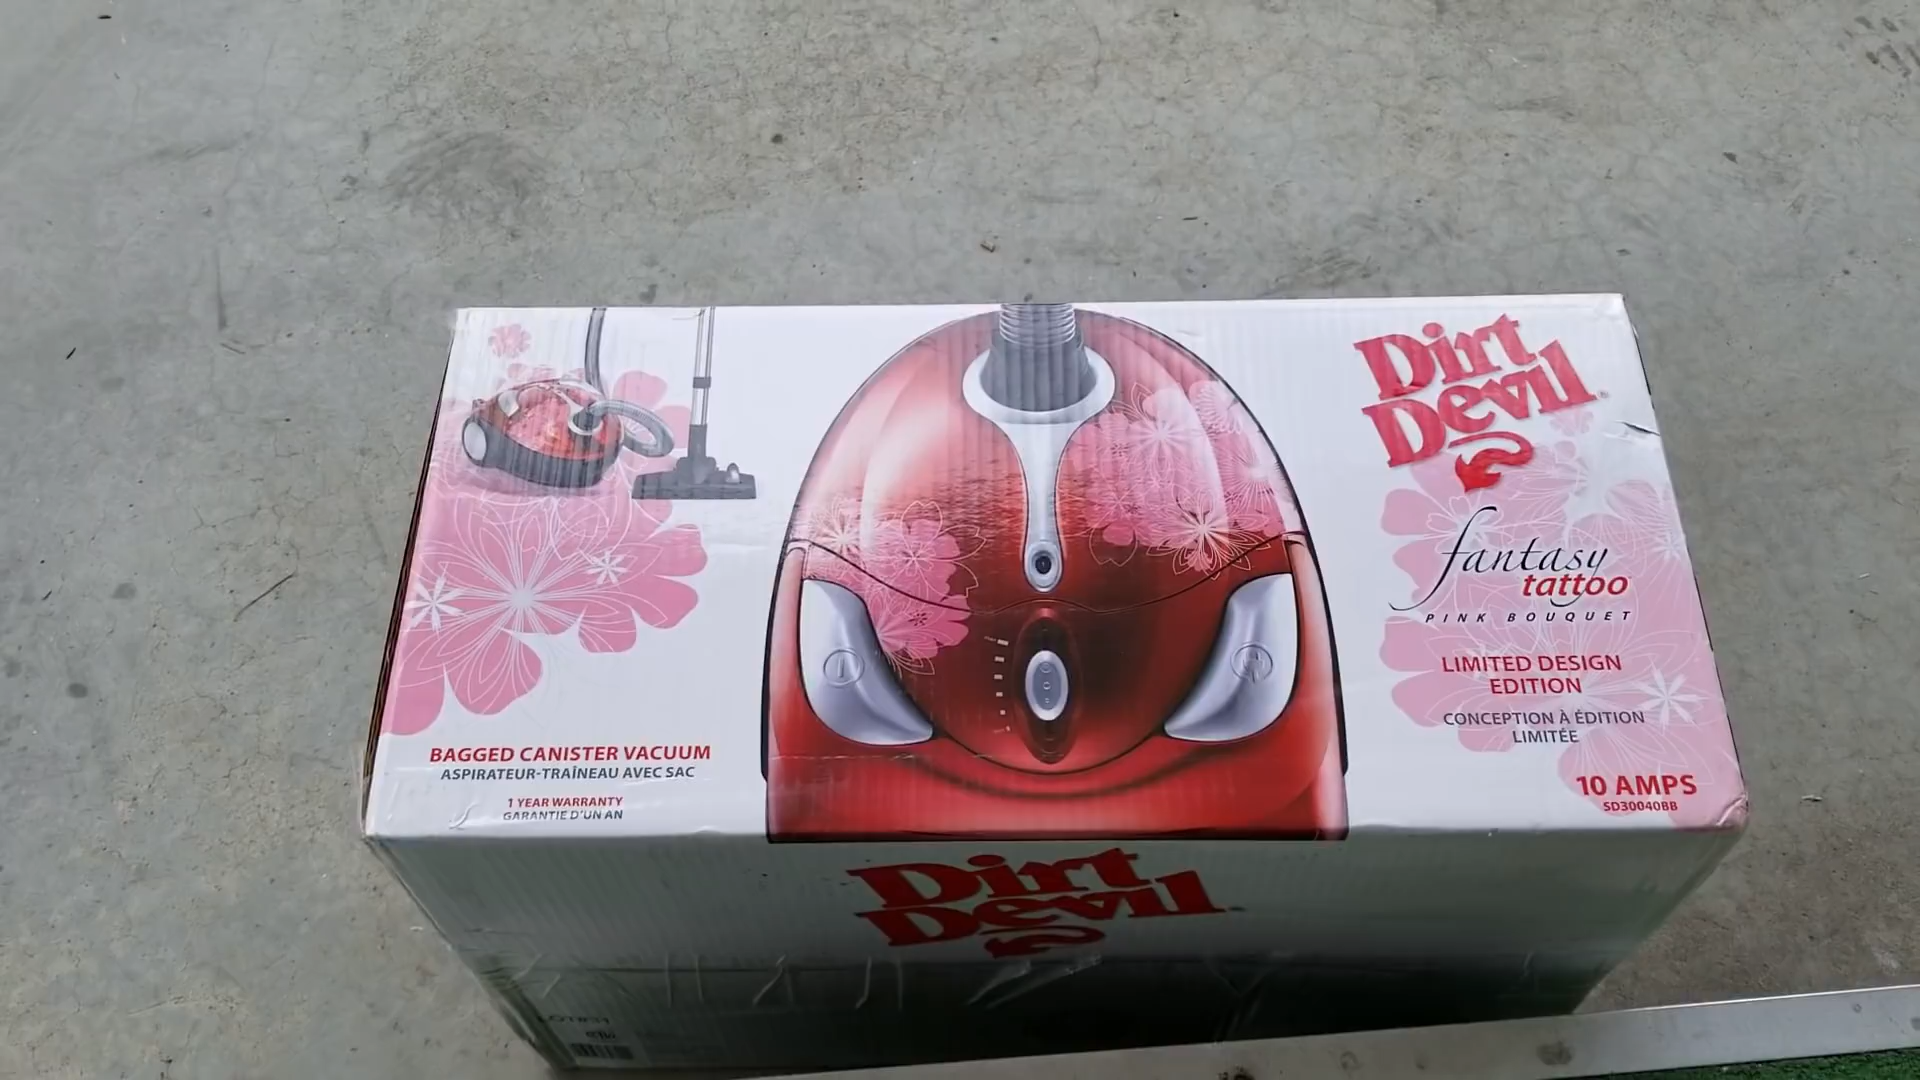 Dirt
Devil
fantasy
tattoo
PINK BOUQUET
LIMITED DESIGN
EDITION
CONCEPTION À ÉDITION
LIMITÉE
10 AMPS
SD30040BB
BAGGED CANISTER VACUUM
ASPIRATEUR-TRAÎNEAU AVEC SAC
1 YEAR WARRANTY
GARANTIE D'UN AN
Dirt
Devil